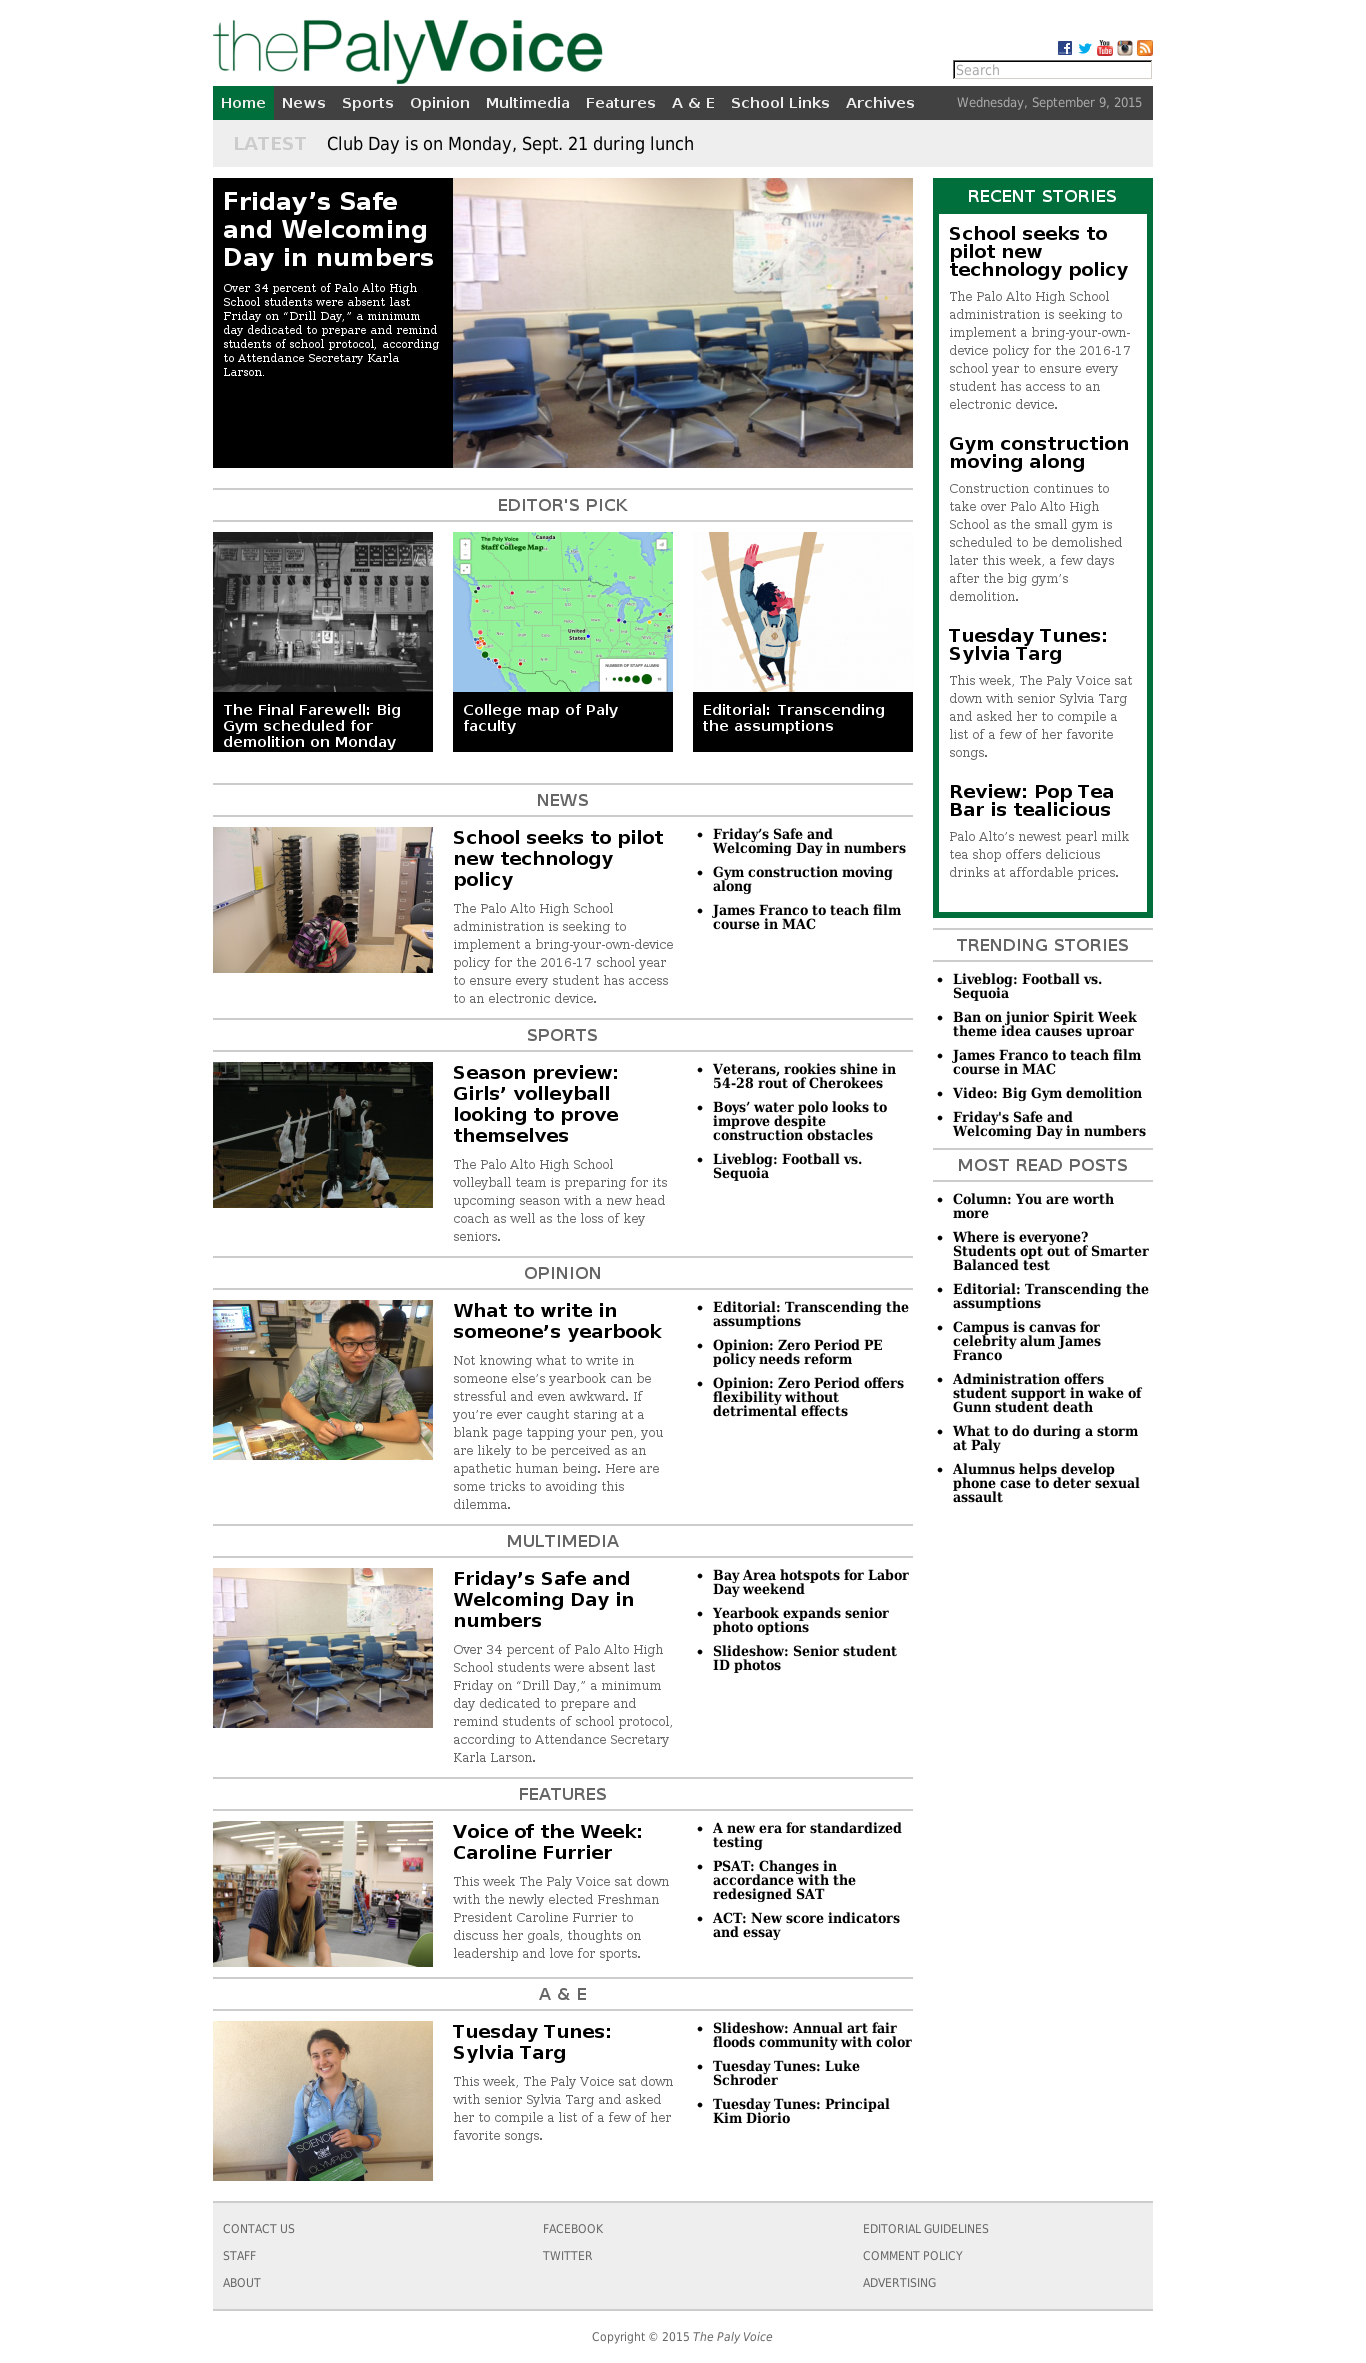 thePalyVoice
Search
Home News Sports Opinion Multimedia Features A & E School Links Archives Wednesday, September 9, 2015
LATEST Club Day is on Monday, Sept. 21 during lunch
Friday’s Safe
and Welcoming
Day in numbers
Over 34 percent of Palo Alto High
School students were absent last
Friday on “Drill Day,” a minimum
day dedicated to prepare and remind
students of school protocol, according
to Attendance Secretary Karla
Larson.
EDITOR'S PICK
The Paly Voice
Staff College Map
Canada
United
States
NUMBER OF STAFF ALUMNI
The Final Farewell: Big
Gym scheduled for
demolition on Monday
College map of Paly
faculty
Editorial: Transcending
the assumptions
NEWS
School seeks to pilot
new technology
policy
The Palo Alto High School
administration is seeking to
implement a bring-your-own-device
policy for the 2016-17 school year
to ensure every student has access
to an electronic device.
• Friday’s Safe and
Welcoming Day in numbers
• Gym construction moving
along
• James Franco to teach film
course in MAC
SPORTS
Season preview:
Girls’ volleyball
looking to prove
themselves
The Palo Alto High School
volleyball team is preparing for its
upcoming season with a new head
coach as well as the loss of key
seniors.
• Veterans, rookies shine in
54-28 rout of Cherokees
• Boys’ water polo looks to
improve despite
construction obstacles
• Liveblog: Football vs.
Sequoia
OPINION
What to write in
someone’s yearbook
Not knowing what to write in
someone else’s yearbook can be
stressful and even awkward. If
you’re ever caught staring at a
blank page tapping your pen, you
are likely to be perceived as an
apathetic human being. Here are
some tricks to avoiding this
dilemma.
• Editorial: Transcending the
assumptions
• Opinion: Zero Period PE
policy needs reform
• Opinion: Zero Period offers
flexibility without
detrimental effects
MULTIMEDIA
Friday’s Safe and
Welcoming Day in
numbers
Over 34 percent of Palo Alto High
School students were absent last
Friday on “Drill Day,” a minimum
day dedicated to prepare and
remind students of school protocol,
according to Attendance Secretary
Karla Larson.
• Bay Area hotspots for Labor
Day weekend
• Yearbook expands senior
photo options
• Slideshow: Senior student
ID photos
FEATURES
Voice of the Week:
Caroline Furrier
This week The Paly Voice sat down
with the newly elected Freshman
President Caroline Furrier to
discuss her goals, thoughts on
leadership and love for sports.
• A new era for standardized
testing
• PSAT: Changes in
accordance with the
redesigned SAT
• ACT: New score indicators
and essay
A & E
SCIENCE
OLYMPIAD
Tuesday Tunes:
Sylvia Targ
This week, The Paly Voice sat down
with senior Sylvia Targ and asked
her to compile a list of a few of her
favorite songs.
• Slideshow: Annual art fair
floods community with color
• Tuesday Tunes: Luke
Schroder
• Tuesday Tunes: Principal
Kim Diorio
RECENT STORIES
School seeks to
pilot new
technology policy
The Palo Alto High School
administration is seeking to
implement a bring-your-own-
device policy for the 2016-17
school year to ensure every
student has access to an
electronic device.
Gym construction
moving along
Construction continues to
take over Palo Alto High
School as the small gym is
scheduled to be demolished
later this week, a few days
after the big gym’s
demolition.
Tuesday Tunes:
Sylvia Targ
This week, The Paly Voice sat
down with senior Sylvia Targ
and asked her to compile a
list of a few of her favorite
songs.
Review: Pop Tea
Bar is tealicious
Palo Alto’s newest pearl milk
tea shop offers delicious
drinks at affordable prices.
TRENDING STORIES
• Liveblog: Football vs.
Sequoia
• Ban on junior Spirit Week
theme idea causes uproar
• James Franco to teach film
course in MAC
• Video: Big Gym demolition
• Friday's Safe and
Welcoming Day in numbers
MOST READ POSTS
• Column: You are worth
more
• Where is everyone?
Students opt out of Smarter
Balanced test
• Editorial: Transcending the
assumptions
• Campus is canvas for
celebrity alum James
Franco
• Administration offers
student support in wake of
Gunn student death
• What to do during a storm
at Paly
• Alumnus helps develop
phone case to deter sexual
assault
CONTACT US
STAFF
ABOUT
FACEBOOK
TWITTER
EDITORIAL GUIDELINES
COMMENT POLICY
ADVERTISING
Copyright © 2015 The Paly Voice